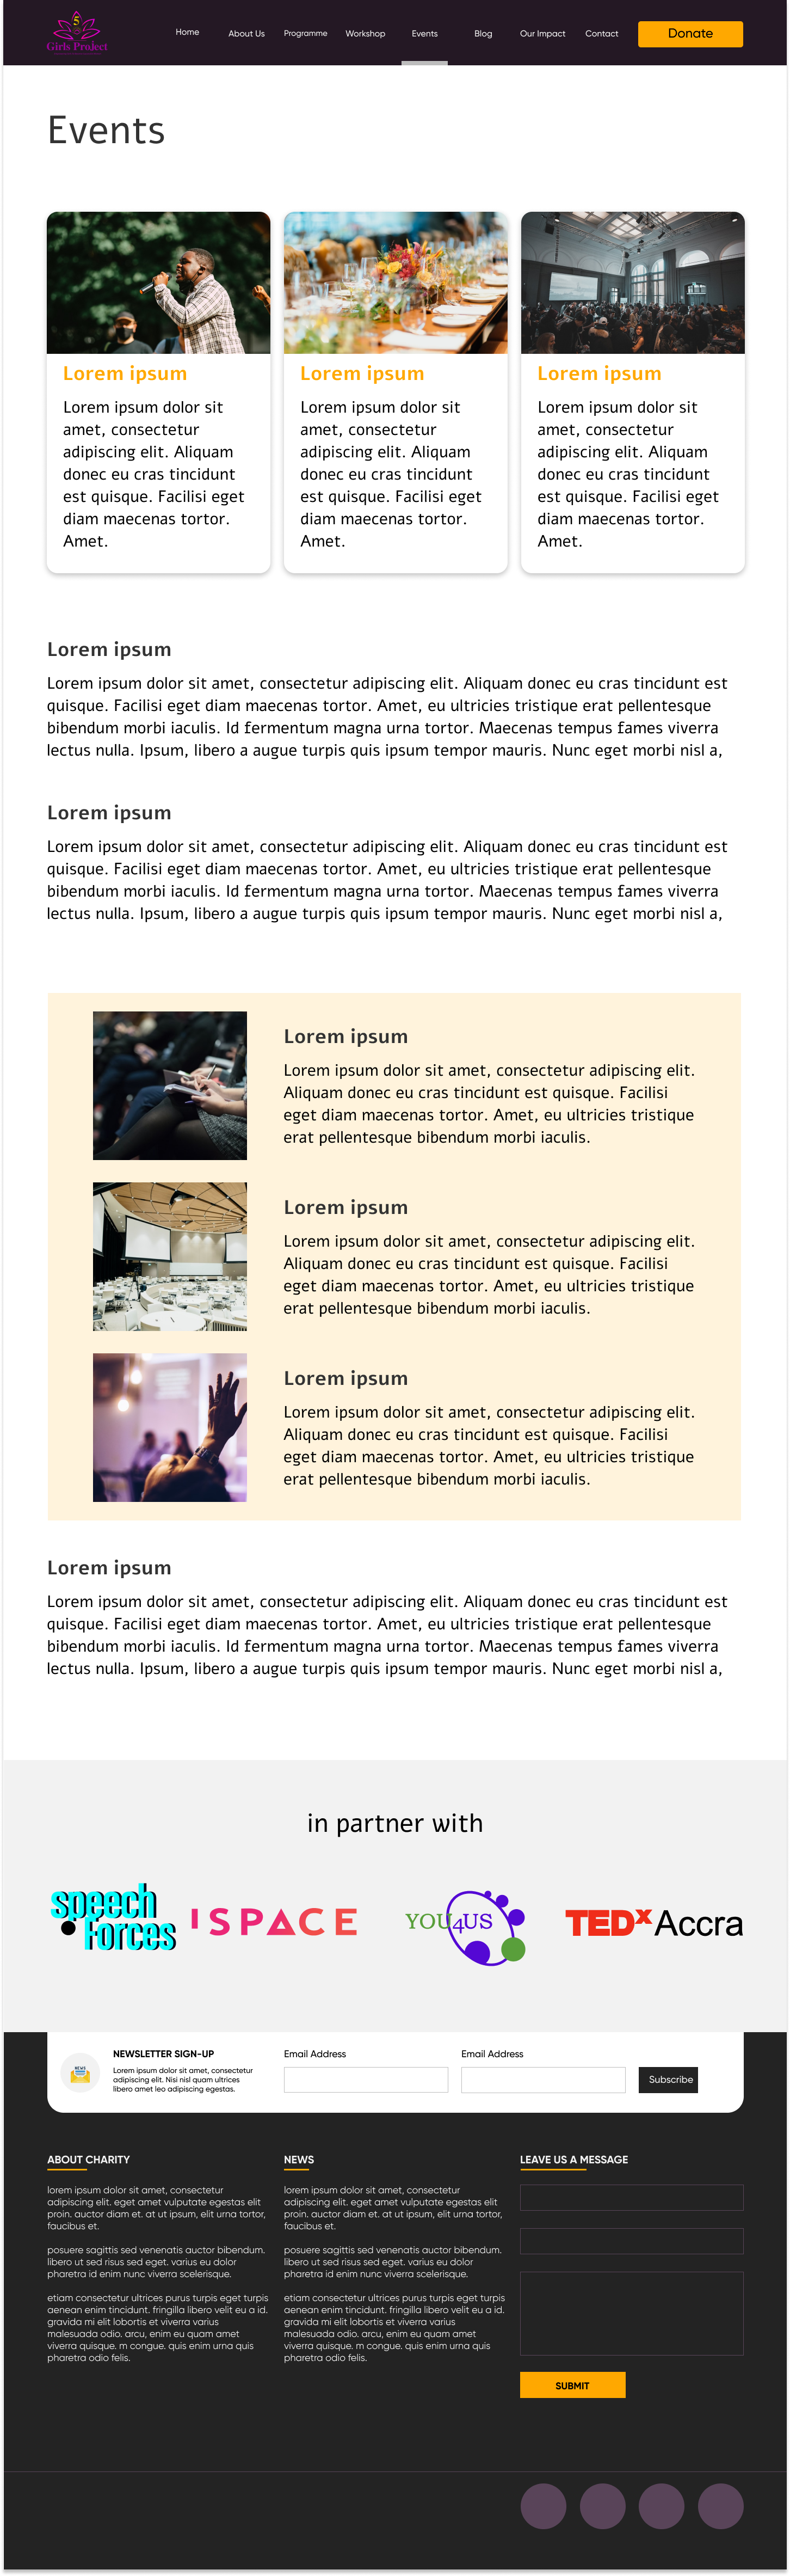 5
Girls Project
Home
About Us
Programme
Workshop
Events
Blog
Our Impact
Contact
Donate
Events
Lorem ipsum
Lorem ipsum dolor sit
amet, consectetur
adipiscing elit. Aliquam
donec eu cras tincidunt
est quisque. Facilisi eget
diam maecenas tortor.
Amet.
Lorem ipsum
Lorem ipsum dolor sit
amet, consectetur
adipiscing elit. Aliquam
donec eu cras tincidunt
est quisque. Facilisi eget
diam maecenas tortor.
Amet.
Lorem ipsum
Lorem ipsum dolor sit
amet, consectetur
adipiscing elit. Aliquam
donec eu cras tincidunt
est quisque. Facilisi eget
diam maecenas tortor.
Amet.
Lorem ipsum
Lorem ipsum dolor sit amet, consectetur adipiscing elit. Aliquam donec eu cras tincidunt est
quisque. Facilisi eget diam maecenas tortor. Amet, eu ultricies tristique erat pellentesque
bibendum morbi iaculis. Id fermentum magna urna tortor. Maecenas tempus fames viverra
lectus nulla. Ipsum, libero a augue turpis quis ipsum tempor mauris. Nunc eget morbi nisl a,
Lorem ipsum
Lorem ipsum dolor sit amet, consectetur adipiscing elit. Aliquam donec eu cras tincidunt est
quisque. Facilisi eget diam maecenas tortor. Amet, eu ultricies tristique erat pellentesque
bibendum morbi iaculis. Id fermentum magna urna tortor. Maecenas tempus fames viverra
lectus nulla. Ipsum, libero a augue turpis quis ipsum tempor mauris. Nunc eget morbi nisl a,
Lorem ipsum
Lorem ipsum dolor sit amet, consectetur adipiscing elit.
Aliquam donec eu cras tincidunt est quisque. Facilisi
eget diam maecenas tortor. Amet, eu ultricies tristique
erat pellentesque bibendum morbi iaculis.
Lorem ipsum
Lorem ipsum dolor sit amet, consectetur adipiscing elit.
Aliquam donec eu cras tincidunt est quisque. Facilisi
eget diam maecenas tortor. Amet, eu ultricies tristique
erat pellentesque bibendum morbi iaculis.
Lorem ipsum
Lorem ipsum dolor sit amet, consectetur adipiscing elit.
Aliquam donec eu cras tincidunt est quisque. Facilisi
eget diam maecenas tortor. Amet, eu ultricies tristique
erat pellentesque bibendum morbi iaculis.
Lorem ipsum
Lorem ipsum dolor sit amet, consectetur adipiscing elit. Aliquam donec eu cras tincidunt est
quisque. Facilisi eget diam maecenas tortor. Amet, eu ultricies tristique erat pellentesque
bibendum morbi iaculis. Id fermentum magna urna tortor. Maecenas tempus fames viverra
lectus nulla. Ipsum, libero a augue turpis quis ipsum tempor mauris. Nunc eget morbi nisl a,
in partner with
speech
Forces
ISPACE
YOU4US
TEDxAccra
NEWSLETTER SIGN-UP
Lorem ipsum dolor sit amet, consectetur
adipiscing elit. Nisi nisl quam ultrices
libero amet leo adipiscing egestas.
NEWS
Email Address
Email Address
Subscribe
ABOUT CHARITY
lorem ipsum dolor sit amet, consectetur
adipiscing elit. eget amet vulputate egestas elit
proin. auctor diam et. at ut ipsum, elit urna tortor,
faucibus et.
posuere sagittis sed venenatis auctor bibendum.
libero ut sed risus sed eget. varius eu dolor
pharetra id enim nunc viverra scelerisque.
etiam consectetur ultrices purus turpis eget turpis
aenean enim tincidunt. fringilla libero velit eu a id.
gravida mi elit lobortis et viverra varius
malesuada odio. arcu, enim eu quam amet
viverra quisque. m congue. quis enim urna quis
pharetra odio felis.
NEWS
lorem ipsum dolor sit amet, consectetur
adipiscing elit. eget amet vulputate egestas elit
proin. auctor diam et. at ut ipsum, elit urna tortor,
faucibus et.
posuere sagittis sed venenatis auctor bibendum.
libero ut sed risus sed eget. varius eu dolor
pharetra id enim nunc viverra scelerisque.
etiam consectetur ultrices purus turpis eget turpis
aenean enim tincidunt. fringilla libero velit eu a id.
gravida mi elit lobortis et viverra varius
malesuada odio. arcu, enim eu quam amet
viverra quisque. m congue. quis enim urna quis
pharetra odio felis.
LEAVE US A MESSAGE
SUBMIT